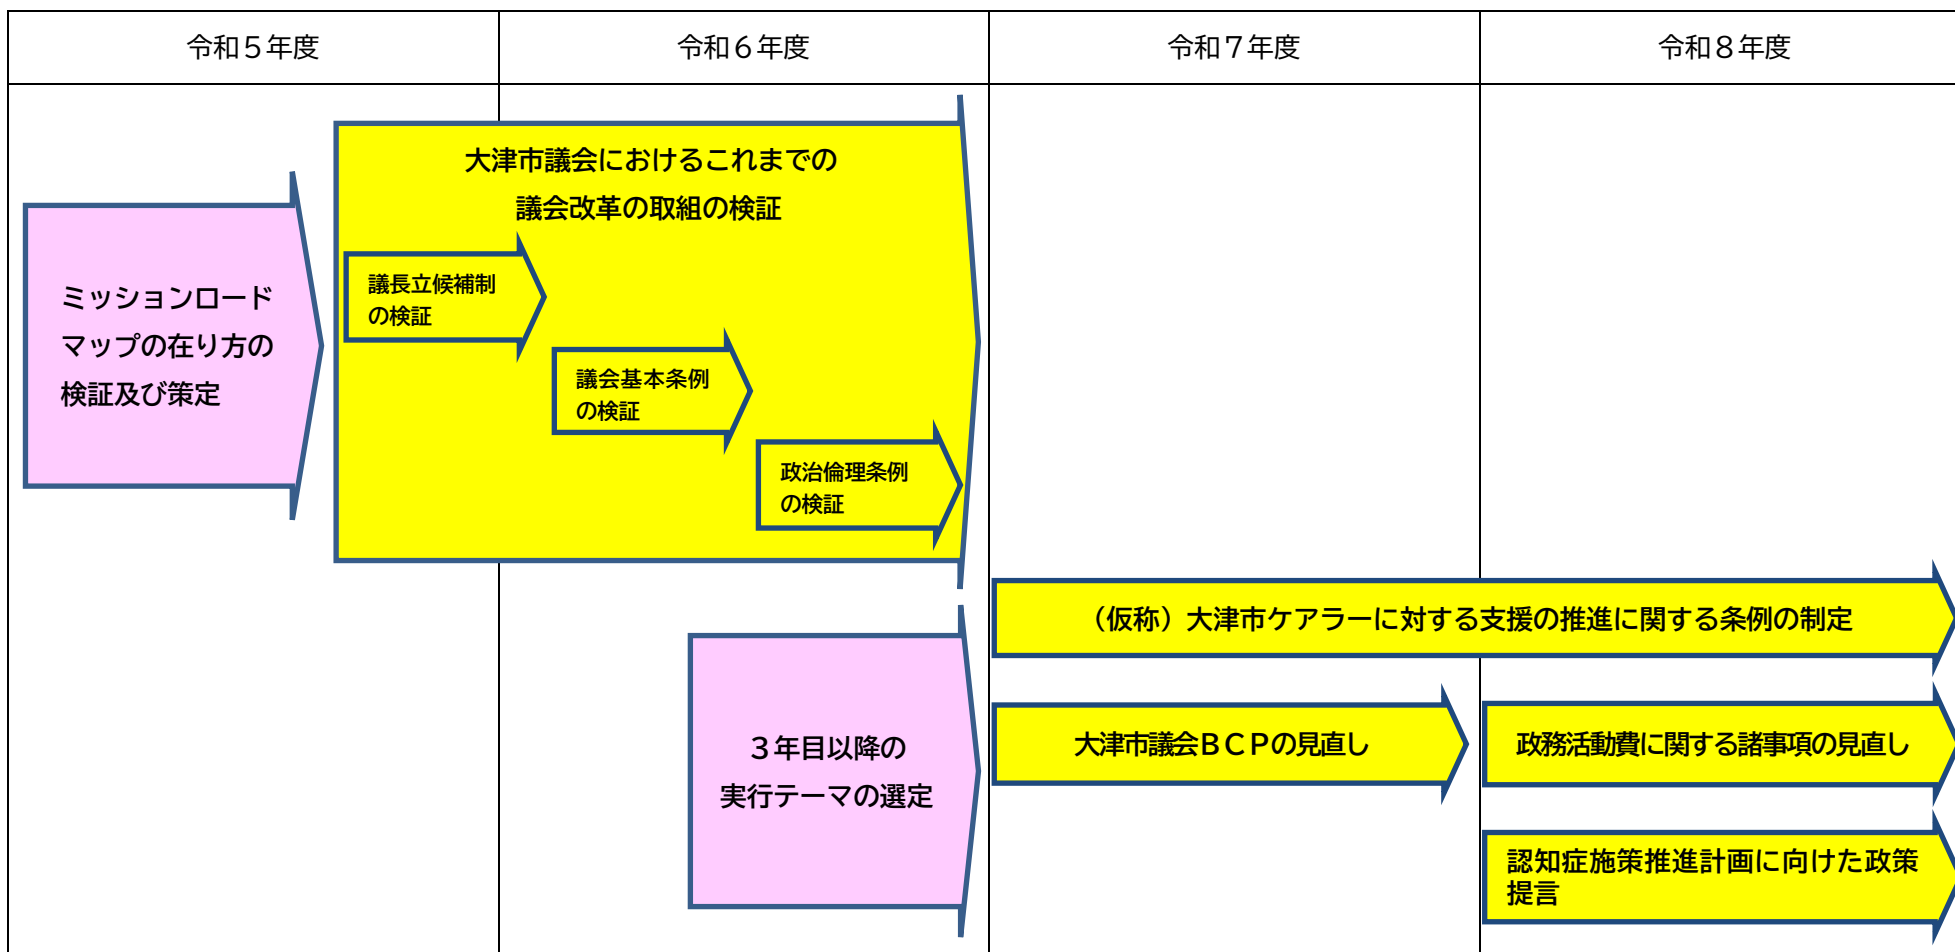 令和５年度
令和６年度
令和７年度
令和８年度
ミッションロード
マップの在り方の
検証及び策定
大津市議会におけるこれまでの
議会改革の取組の検証
議長立候補制
の検証
議会基本条例
の検証
政治倫理条例
の検証
３年目以降の
実行テーマの選定
（仮称）大津市ケアラーに対する支援の推進に関する条例の制定
大津市議会ＢＣＰの見直し
政務活動費に関する諸事項の見直し
認知症施策推進計画に向けた政策
提言